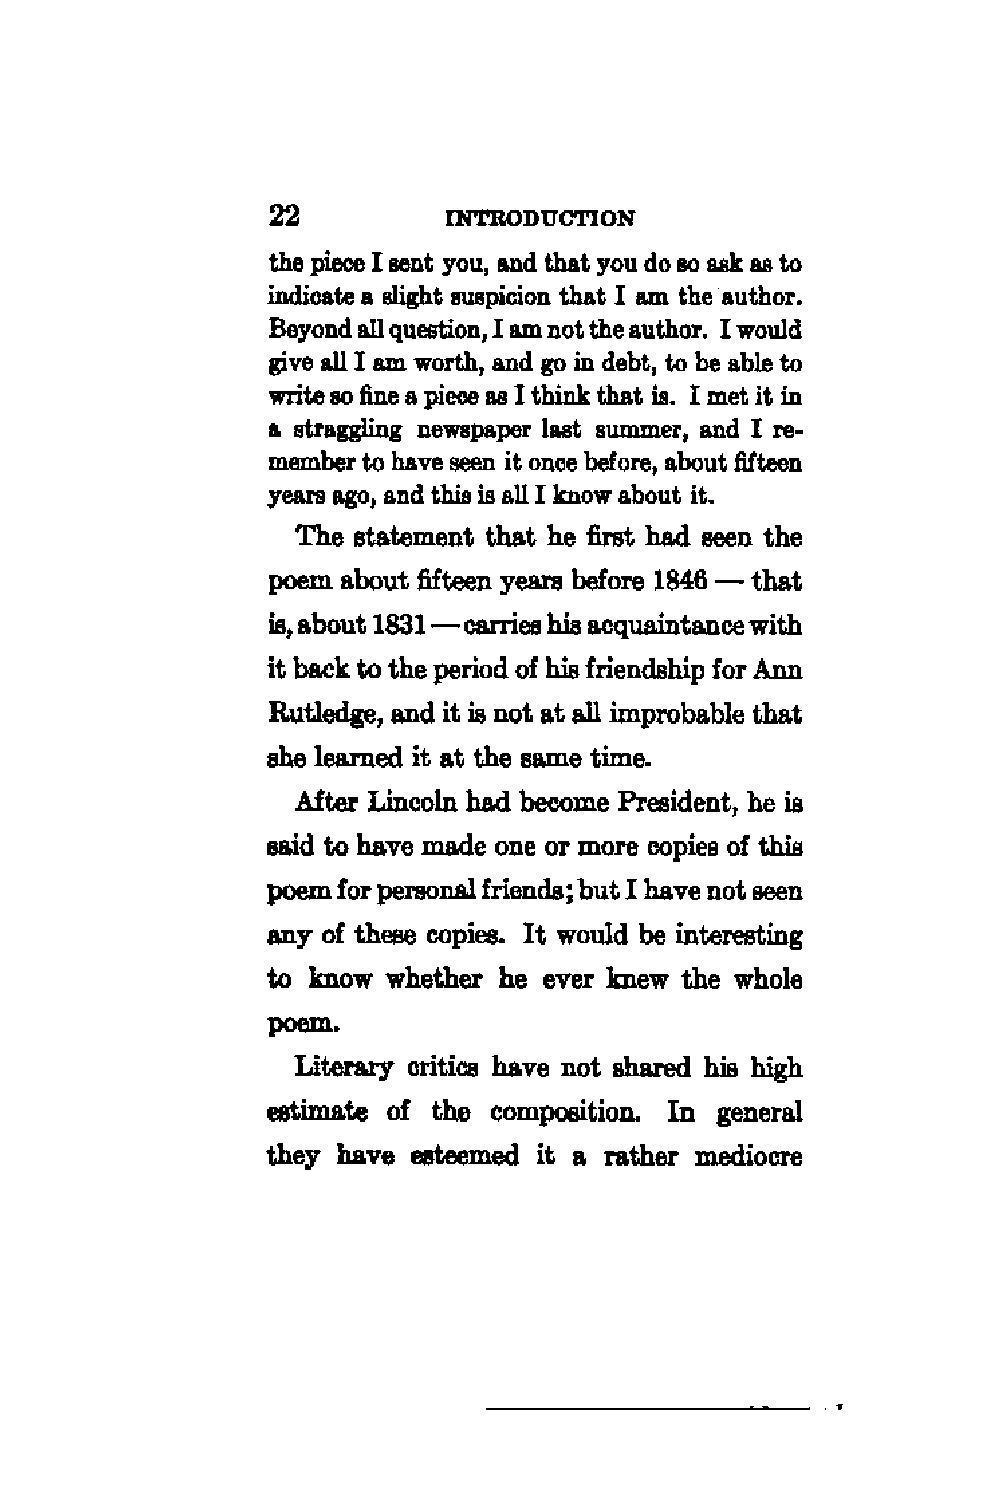 22 INTRODUCTION
the piece I sent you, and that you do so ask as to
indicate a slight suspicion that I am the author.
Beyond all question, I am not the author. I would
give all I am worth, and go in debt, to be able to
write so fine a piece as I think that is. I met it in
a straggling newspaper last summer, and I re-
member to have seen it once before, about fifteen
years ago, and this is all I know about it.
The statement that he first had seen the
poem about fifteen years before 1846 — that
is, about 1831 — carries his acquaintance with
it back to the period of his friendship for Ann
Rutledge, and it is not at all improbable that
she learned it at the same time.
After Lincoln had become President, he is
said to have made one or more copies of this
poem for personal friends; but I have not seen
any of these copies. It would be interesting
to know whether he ever knew the whole
poem.
Literary critics have not shared his high
estimate of the composition. In general
they have esteemed it a rather mediocre